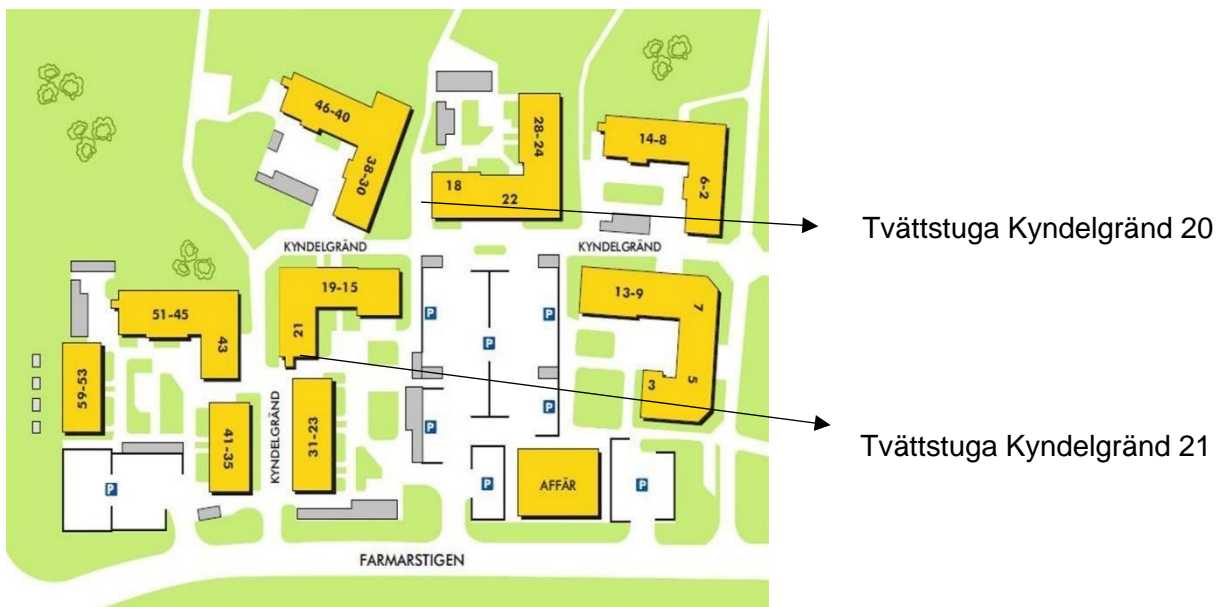 46-40
38-30
28-24
18
22
14-8
6-2
Tvättstuga Kyndelgränd 20
KYNDELGRÄND
KYNDELGRÄND
19-15
21
13-9
7
5
3
51-45
43
59-53
P
P
P
P
P
41-35
KYNDELGRÄND
31-23
Tvättstuga Kyndelgränd 21
P
P
AFFÄR
P
FARMARSTIGEN